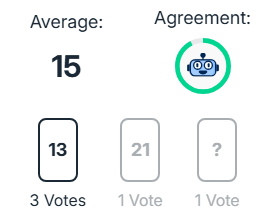 Average:
Agreement:
15
13
21
?
3 Votes
1 Vote
1 Vote